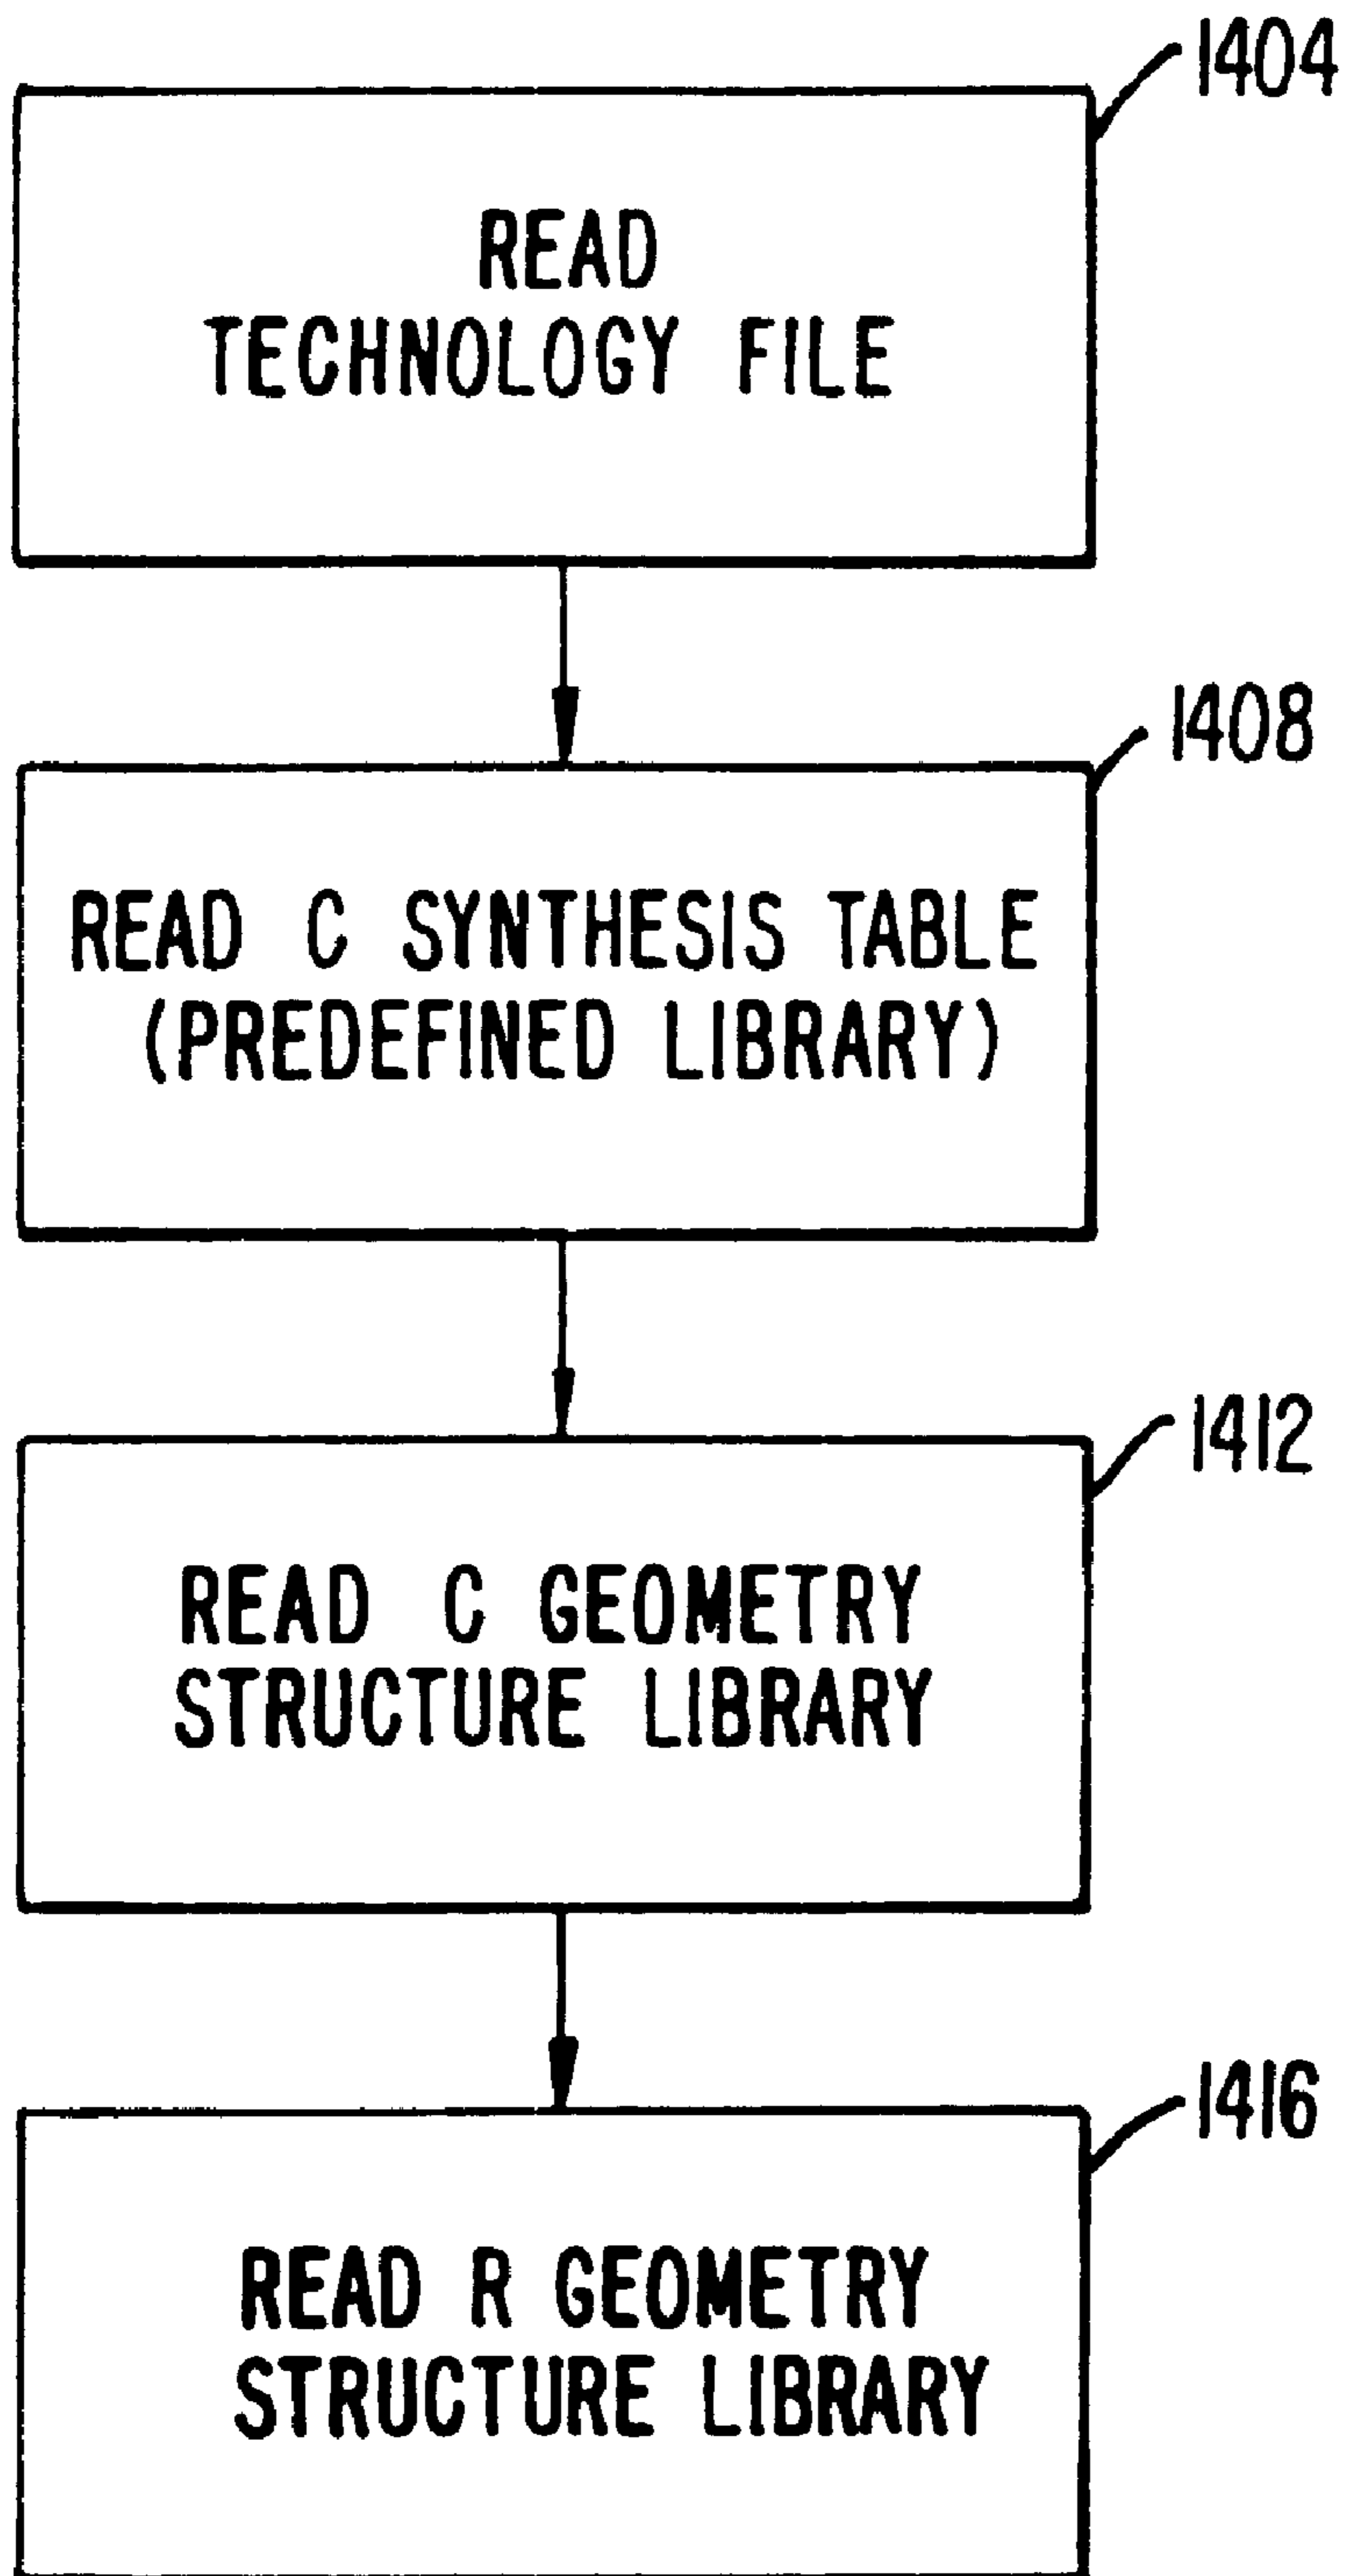 1404
READ
TECHNOLOGY FILE
1408
READ C SYNTHESIS TABLE
(PREDEFINED LIBRARY)
1412
READ C GEOMETRY
STRUCTURE LIBRARY
1416
READ R GEOMETRY
STRUCTURE LIBRARY